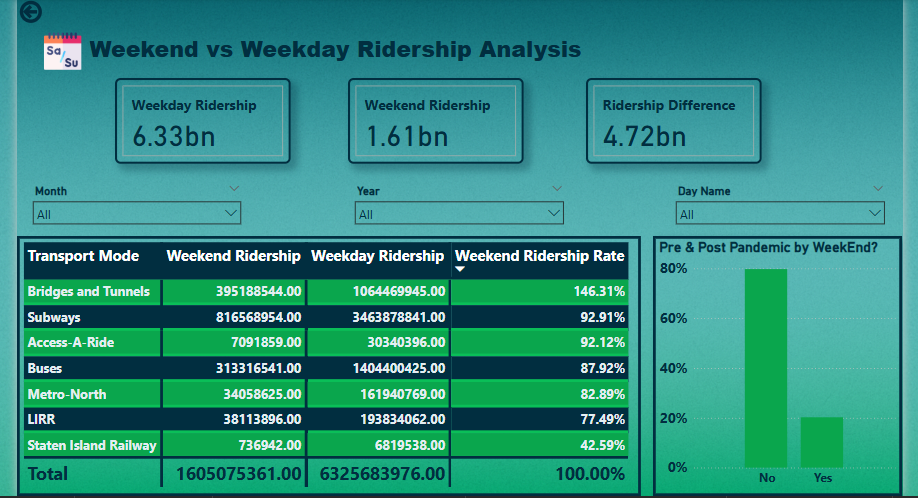 Sa
Su
Weekend vs Weekday Ridership Analysis
Weekday Ridership
6.33bn
Weekend Ridership
1.61bn
Ridership Difference
4.72bn
Month
All
Year
All
Day Name
All
Transport Mode Weekend Ridership Weekday Ridership Weekend Ridership Rate
Bridges and Tunnels 395188544.00 1064469945.00 146.31%
Subways 816568954.00 3463878841.00 92.91%
Access-A-Ride 7091859.00 30340396.00 92.12%
Buses 313316541.00 1404400425.00 87.92%
Metro-North 34058625.00 161940769.00 82.89%
LIRR 38113896.00 193834062.00 77.49%
Staten Island Railway 736942.00 6819538.00 42.59%
Total 1605075361.00 6325683976.00 100.00%
Pre & Post Pandemic by WeekEnd?
80%
60%
40%
20%
0%
No Yes